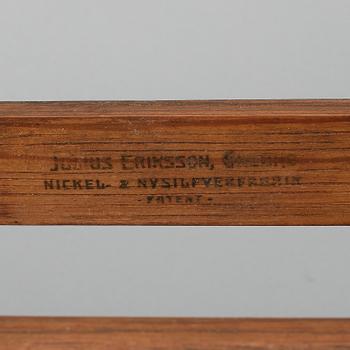 JULIUS ERIKSSON, GNESTA
NICKEL- & NYSILFVERFABRIK
- PATENT -